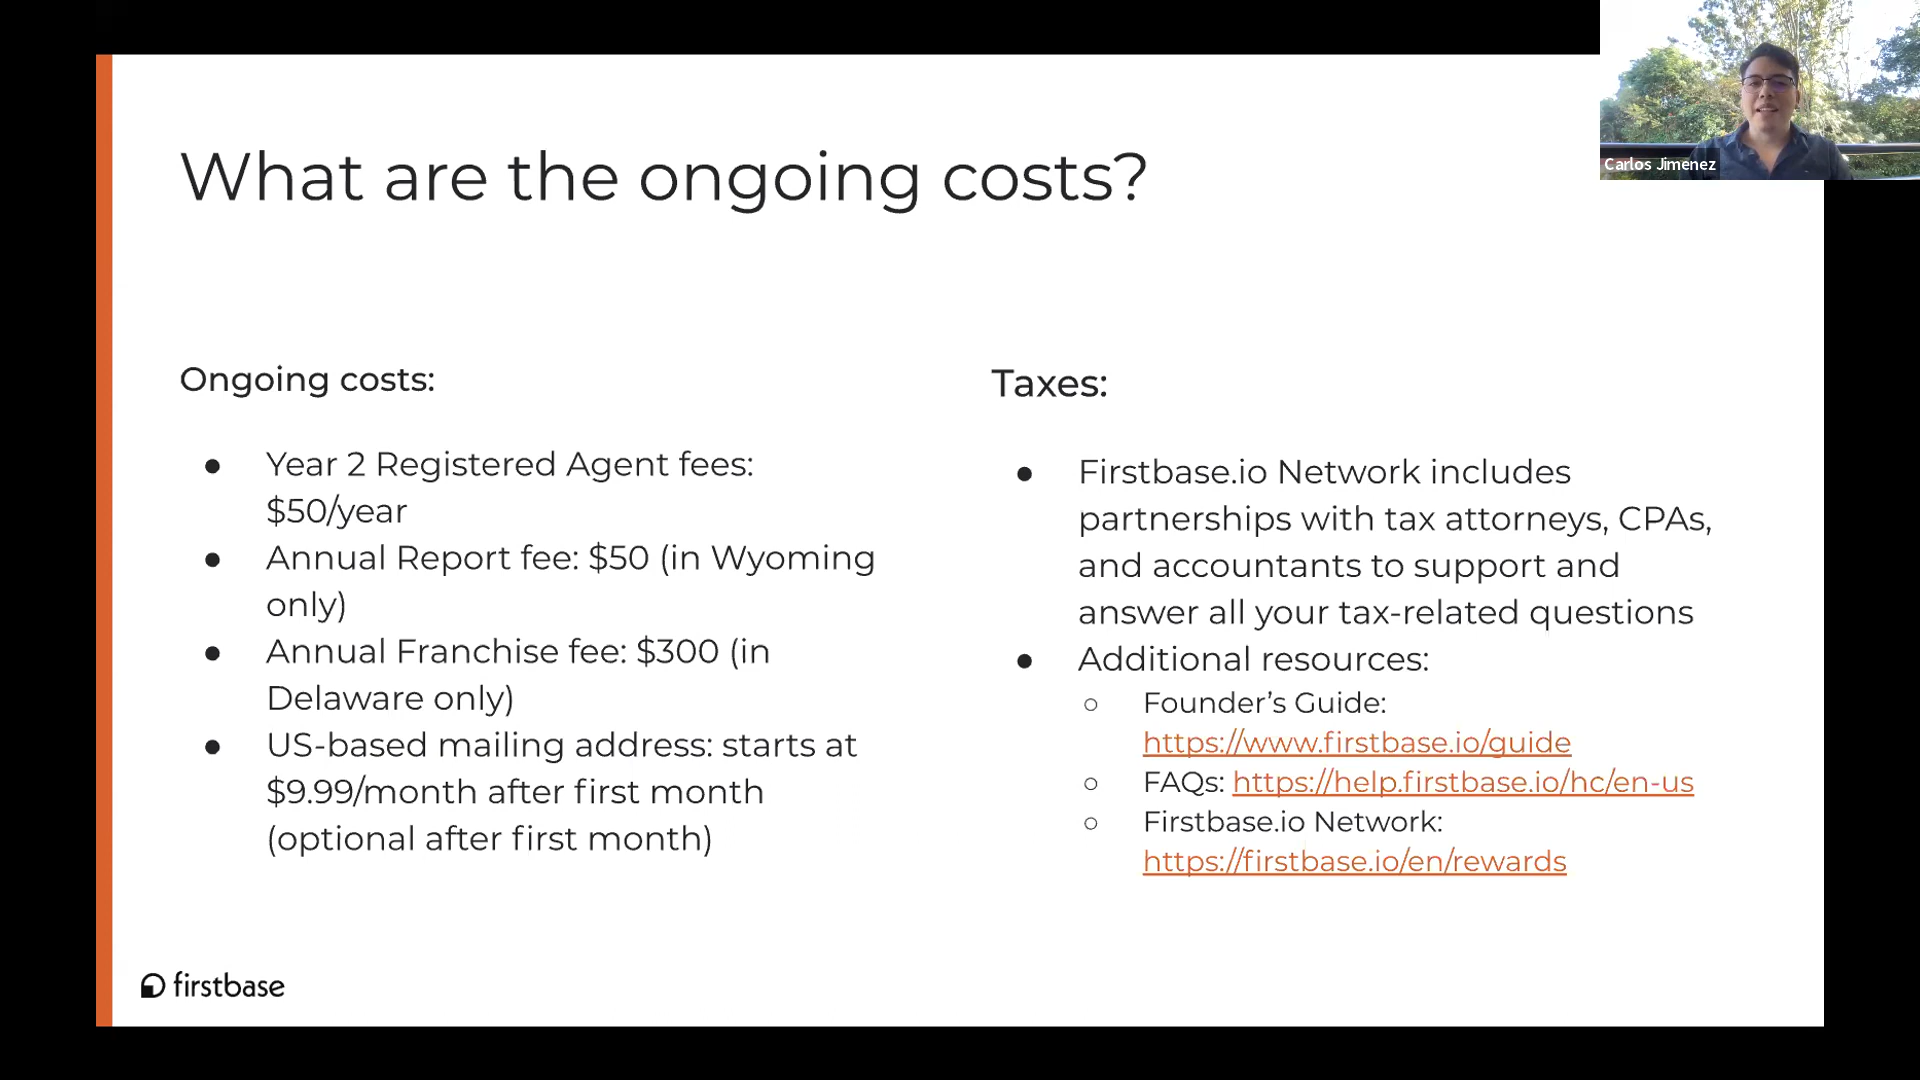 What are the ongoing costs?
Carlos Jimenez
Ongoing costs:
● Year 2 Registered Agent fees:
$50/year
● Annual Report fee: $50 (in Wyoming
only)
● Annual Franchise fee: $300 (in
Delaware only)
● US-based mailing address: starts at
$9.99/month after first month
(optional after first month)
Taxes:
● Firstbase.io Network includes
partnerships with tax attorneys, CPAs,
and accountants to support and
answer all your tax-related questions
● Additional resources:
○ Founder’s Guide:
https://www.firstbase.io/guide
○ FAQs: https://help.firstbase.io/hc/en-us
○ Firstbase.io Network:
https://firstbase.io/en/rewards
firstbase